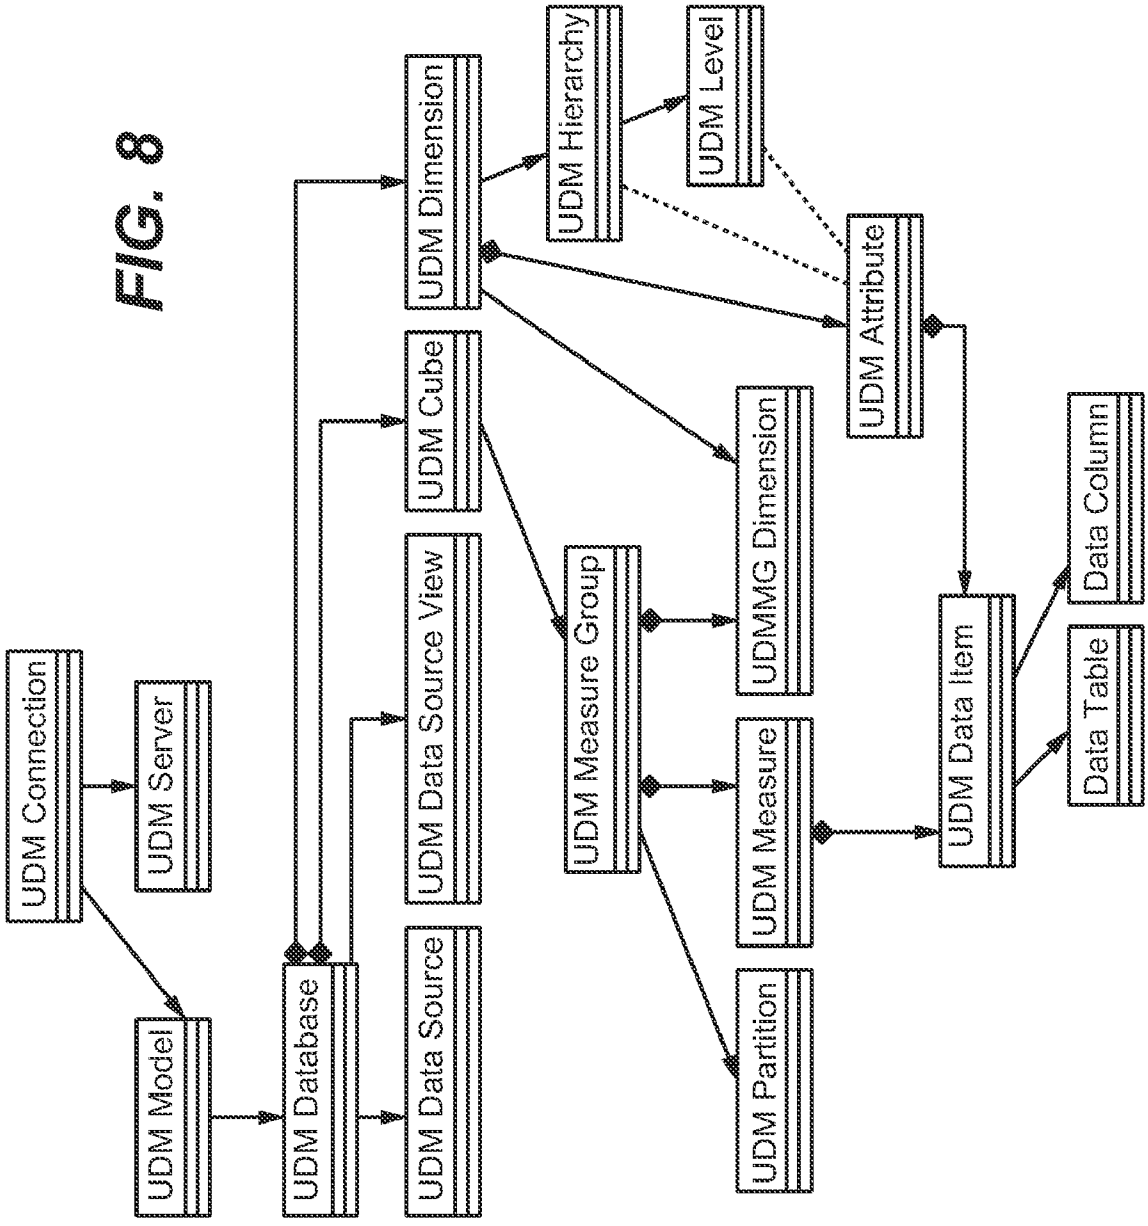 FIG. 8
UDM Connection
UDM Model
UDM Server
UDM Database
UDM Data Source
UDM Data Source View
UDM Cube
UDM Dimension
UDM Hierarchy
UDM Measure Group
UDM Level
UDM Partition
UDM Measure
UDMMG Dimension
UDM Attribute
UDM Data Item
Data Table
Data Column